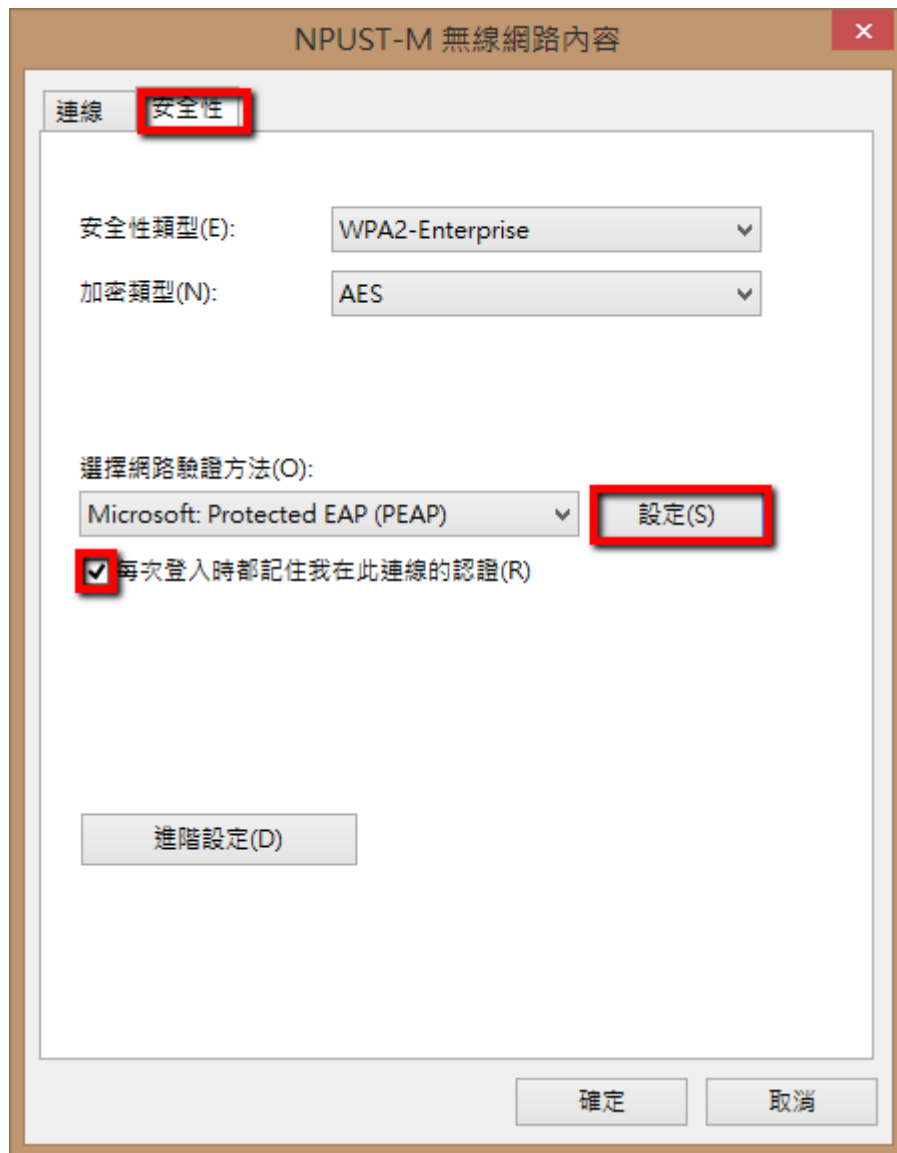 NPUST-M 無線網路內容
連線 安全性
安全性類型(E): WPA2-Enterprise
加密類型(N): AES
選擇網路驗證方法(O):
Microsoft: Protected EAP (PEAP) 設定(S)
每次登入時都記住我在此連線的認證(R)
進階設定(D)
確定 取消